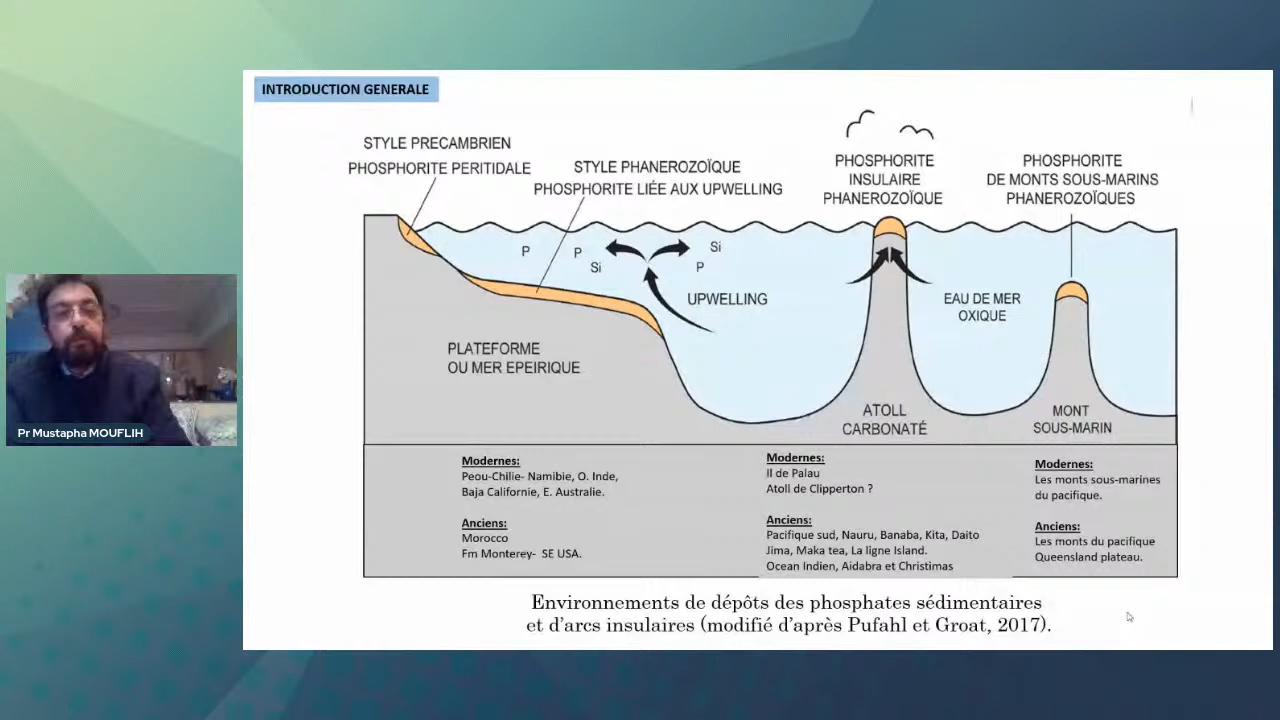 INTRODUCTION GENERALE
STYLE PRECAMBRIEN
PHOSPHORITE PERITIDALE
STYLE PHANEROZOÏQUE
PHOSPHORITE LIÉE AUX UPWELLING
PHOSPHORITE
INSULAIRE
PHANEROZOÏQUE
PHOSPHORITE
DE MONTS SOUS-MARINS
PHANEROZOÏQUES
P
P
Si
Si
P
UPWELLING
EAU DE MER
OXIQUE
PLATEFORME
OU MER EPEIRIQUE
ATOLL
CARBONATÉ
MONT
SOUS-MARIN
Modernes:
Peou-Chilie- Namibie, O. Inde,
Baja Californie, E. Australie.
Anciens:
Morocco
Fm Monterey- SE USA.
Modernes:
Il de Palau
Atoll de Clipperton ?
Anciens:
Pacifique sud, Nauru, Banaba, Kita, Daito
Jima, Maka tea, La ligne Island.
Ocean Indien, Aidabra et Christimas
Modernes:
Les monts sous-marines
du pacifique.
Anciens:
Les monts du pacifique
Queensland plateau.
Environnements de dépôts des phosphates sédimentaires
et d'arcs insulaires (modifié d'après Pufahl et Groat, 2017).
Pr Mustapha MOUFLIH